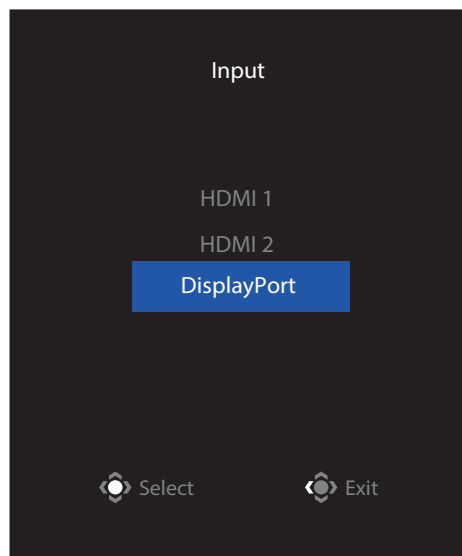 Input
HDMI 1
HDMI 2
DisplayPort
Select Exit